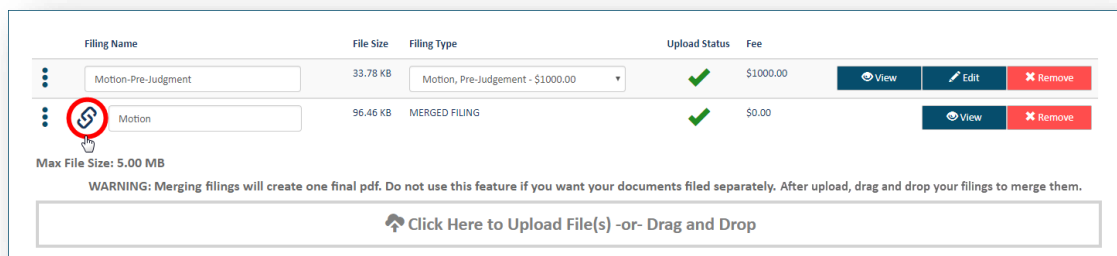 Filing Name File Size Filing Type Upload Status Fee
Motion-Pre-Judgment 33.78 KB Motion, Pre-Judgement - $1000.00 $1000.00 View Edit Remove
Motion 96.46 KB MERGED FILING $0.00 View Remove
Max File Size: 5.00 MB
WARNING: Merging filings will create one final pdf. Do not use this feature if you want your documents filed separately. After upload, drag and drop your filings to merge them.
Click Here to Upload File(s) -or- Drag and Drop